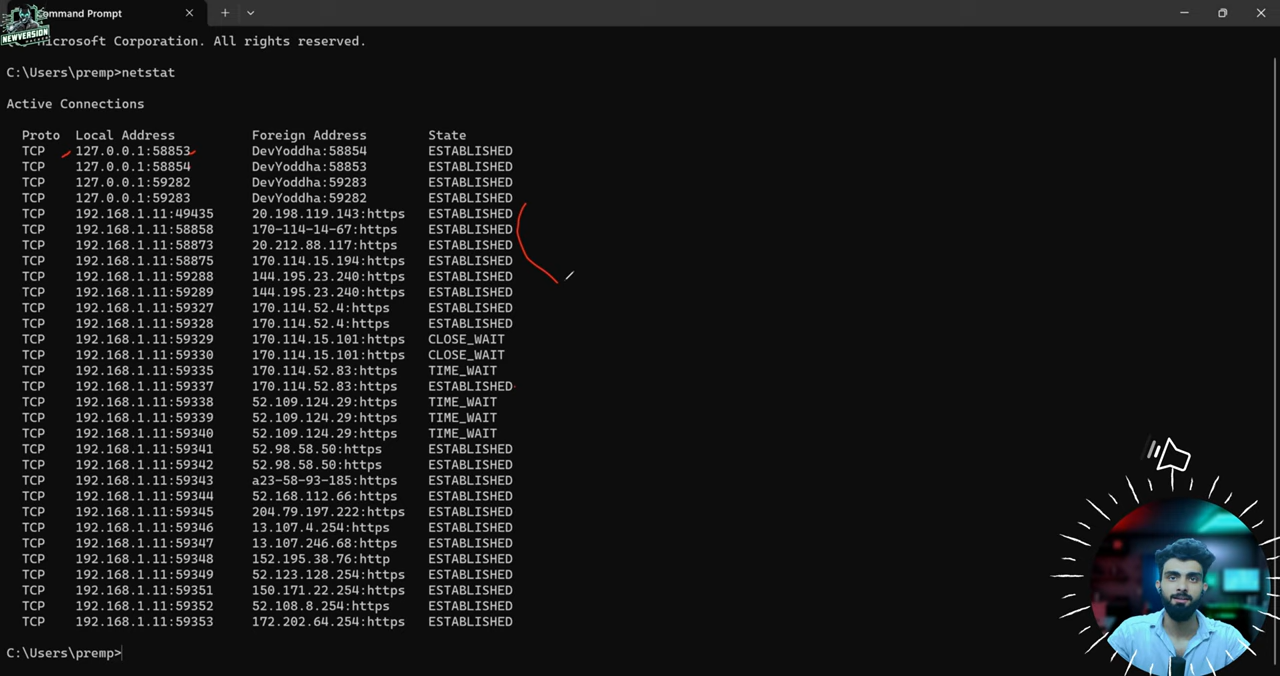 Command Prompt
NEWVERSION
Microsoft Corporation. All rights reserved.
C:\Users\premp>netstat
Active Connections
Proto Local Address Foreign Address State
TCP 127.0.0.1:58853 DevYoddha:58854 ESTABLISHED
TCP 127.0.0.1:58854 DevYoddha:58853 ESTABLISHED
TCP 127.0.0.1:59282 DevYoddha:59283 ESTABLISHED
TCP 127.0.0.1:59283 DevYoddha:59282 ESTABLISHED
TCP 192.168.1.11:49435 20.198.119.143:https ESTABLISHED
TCP 192.168.1.11:58858 170-114-14-67:https ESTABLISHED
TCP 192.168.1.11:58873 20.212.88.117:https ESTABLISHED
TCP 192.168.1.11:58875 170.114.15.194:https ESTABLISHED
TCP 192.168.1.11:59288 144.195.23.240:https ESTABLISHED
TCP 192.168.1.11:59289 144.195.23.240:https ESTABLISHED
TCP 192.168.1.11:59327 170.114.52.4:https ESTABLISHED
TCP 192.168.1.11:59328 170.114.52.4:https ESTABLISHED
TCP 192.168.1.11:59329 170.114.15.101:https CLOSE_WAIT
TCP 192.168.1.11:59330 170.114.15.101:https CLOSE_WAIT
TCP 192.168.1.11:59335 170.114.52.83:https TIME_WAIT
TCP 192.168.1.11:59337 170.114.52.83:https ESTABLISHED
TCP 192.168.1.11:59338 52.109.124.29:https TIME_WAIT
TCP 192.168.1.11:59339 52.109.124.29:https TIME_WAIT
TCP 192.168.1.11:59340 52.109.124.29:https TIME_WAIT
TCP 192.168.1.11:59341 52.98.58.50:https ESTABLISHED
TCP 192.168.1.11:59342 52.98.58.50:https ESTABLISHED
TCP 192.168.1.11:59343 a23-58-93-185:https ESTABLISHED
TCP 192.168.1.11:59344 52.168.112.66:https ESTABLISHED
TCP 192.168.1.11:59345 204.79.197.222:https ESTABLISHED
TCP 192.168.1.11:59346 13.107.4.254:https ESTABLISHED
TCP 192.168.1.11:59347 13.107.246.68:https ESTABLISHED
TCP 192.168.1.11:59348 152.195.38.76:http ESTABLISHED
TCP 192.168.1.11:59349 52.123.128.254:https ESTABLISHED
TCP 192.168.1.11:59351 150.171.22.254:https ESTABLISHED
TCP 192.168.1.11:59352 52.108.8.254:https ESTABLISHED
TCP 192.168.1.11:59353 172.202.64.254:https ESTABLISHED
C:\Users\premp>